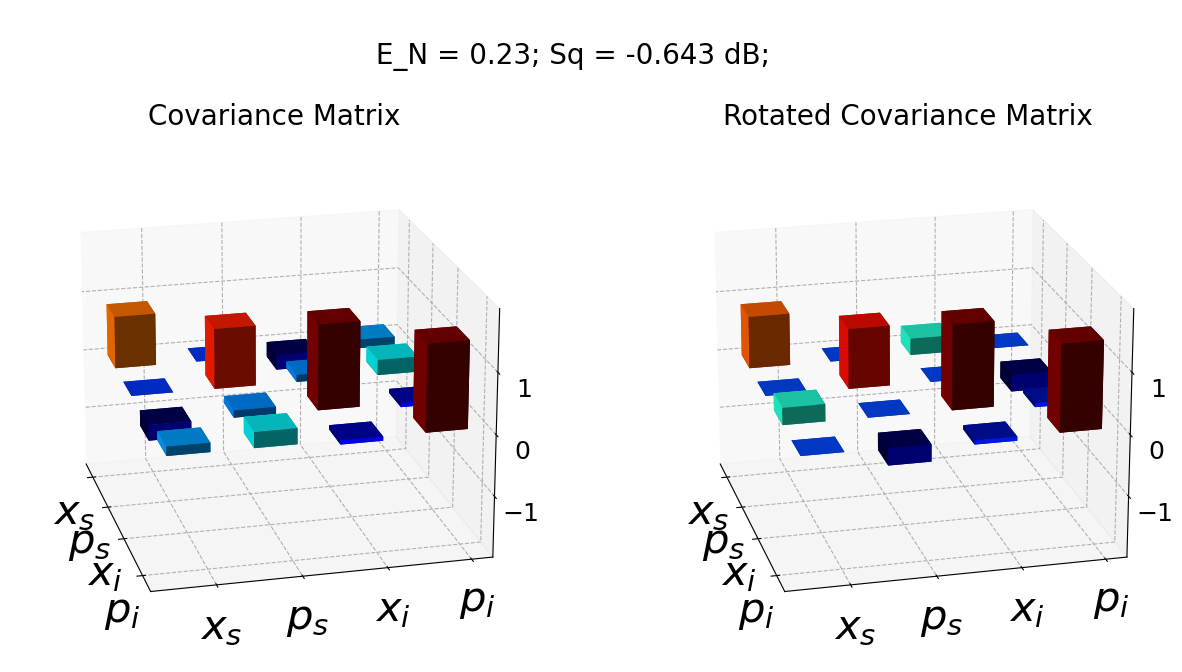 E_N = 0.23; Sq = -0.643 dB;
Covariance Matrix
Rotated Covariance Matrix
1
0
−1
x_s
p_s
x_i
p_i
x_s
p_s
x_i
p_i
1
0
−1
x_s
p_s
x_i
p_i
x_s
p_s
x_i
p_i